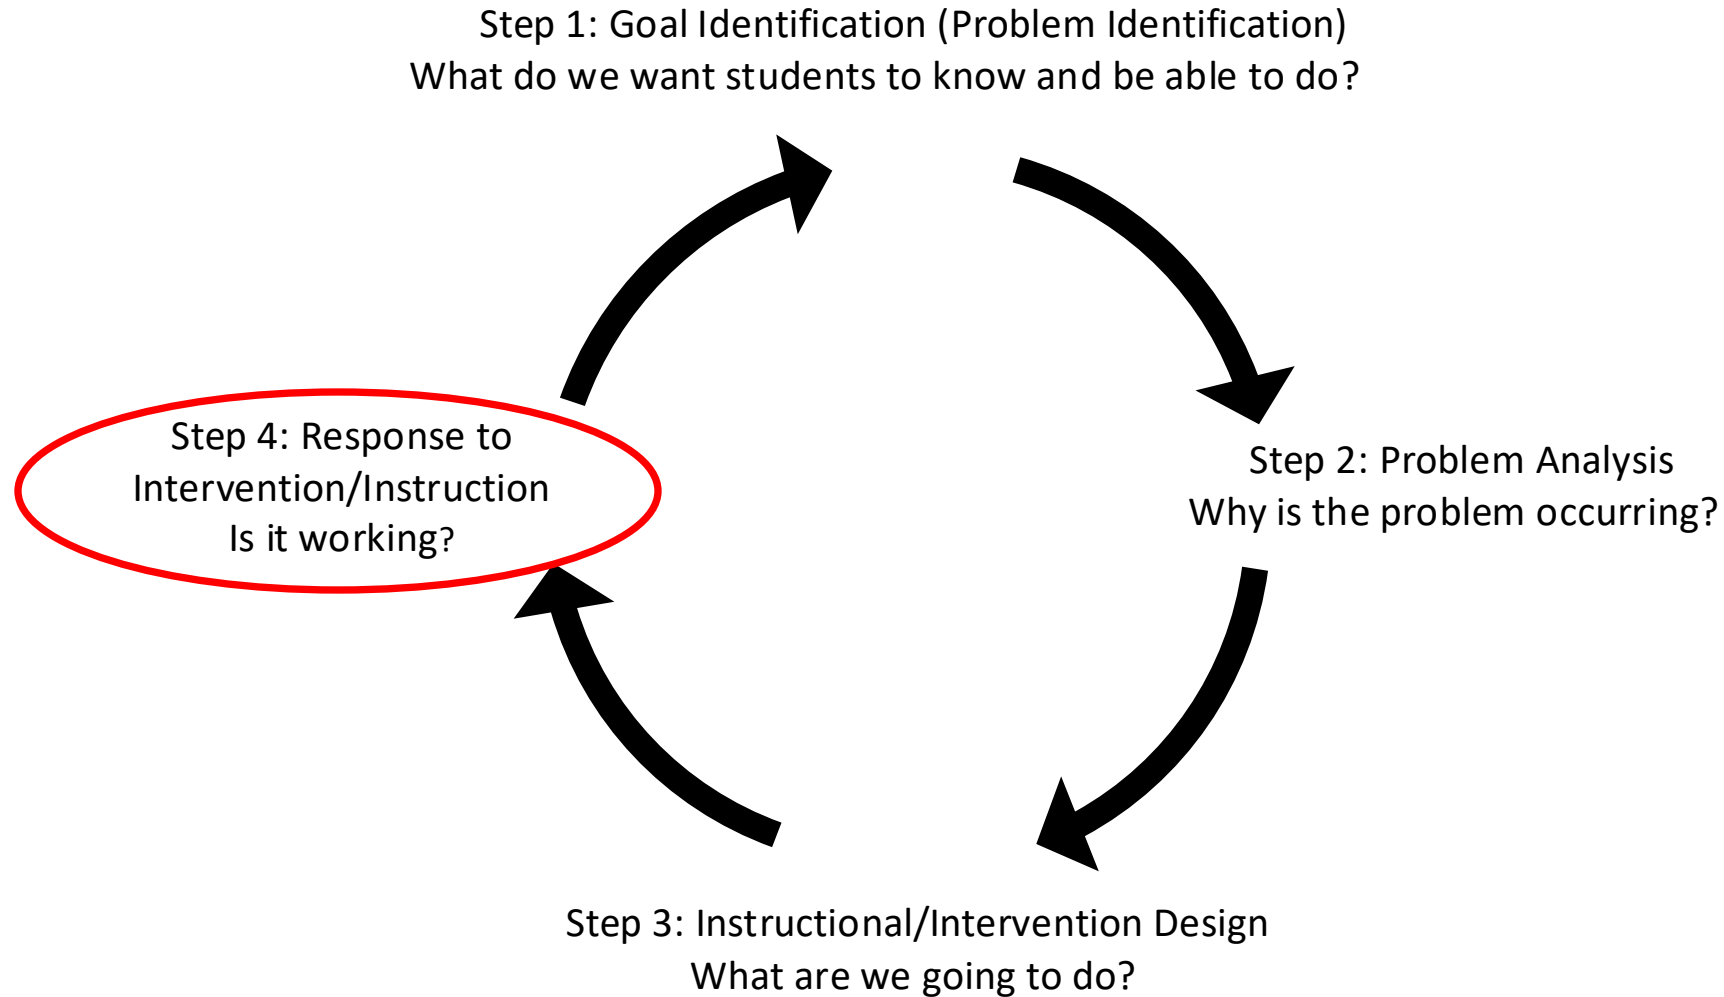 Step 1: Goal Identification (Problem Identification)
What do we want students to know and be able to do?
Step 4: Response to
Intervention/Instruction
Is it working?
Step 2: Problem Analysis
Why is the problem occurring?
Step 3: Instructional/Intervention Design
What are we going to do?